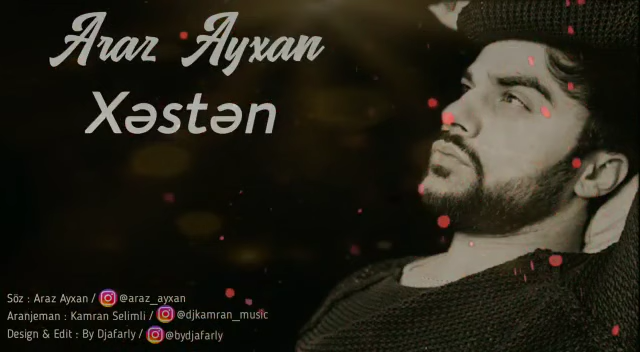 Araz Ayxan
Xəstən
Söz : Araz Ayxan / @araz_ayxan
Aranjeman : Kamran Selimli / @djkamran_music
Design & Edit : By Djafarly / @bydjafarly